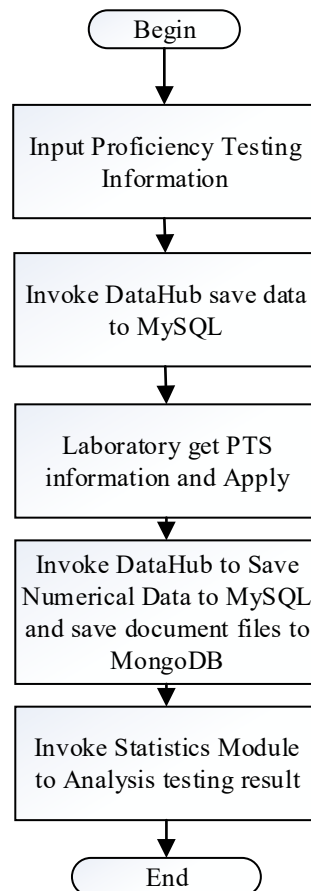 Begin
Input Proficiency Testing
Information
Invoke DataHub save data
to MySQL
Laboratory get PTS
information and Apply
Invoke DataHub to Save
Numerical Data to MySQL
and save document files to
MongoDB
Invoke Statistics Module
to Analysis testing result
End